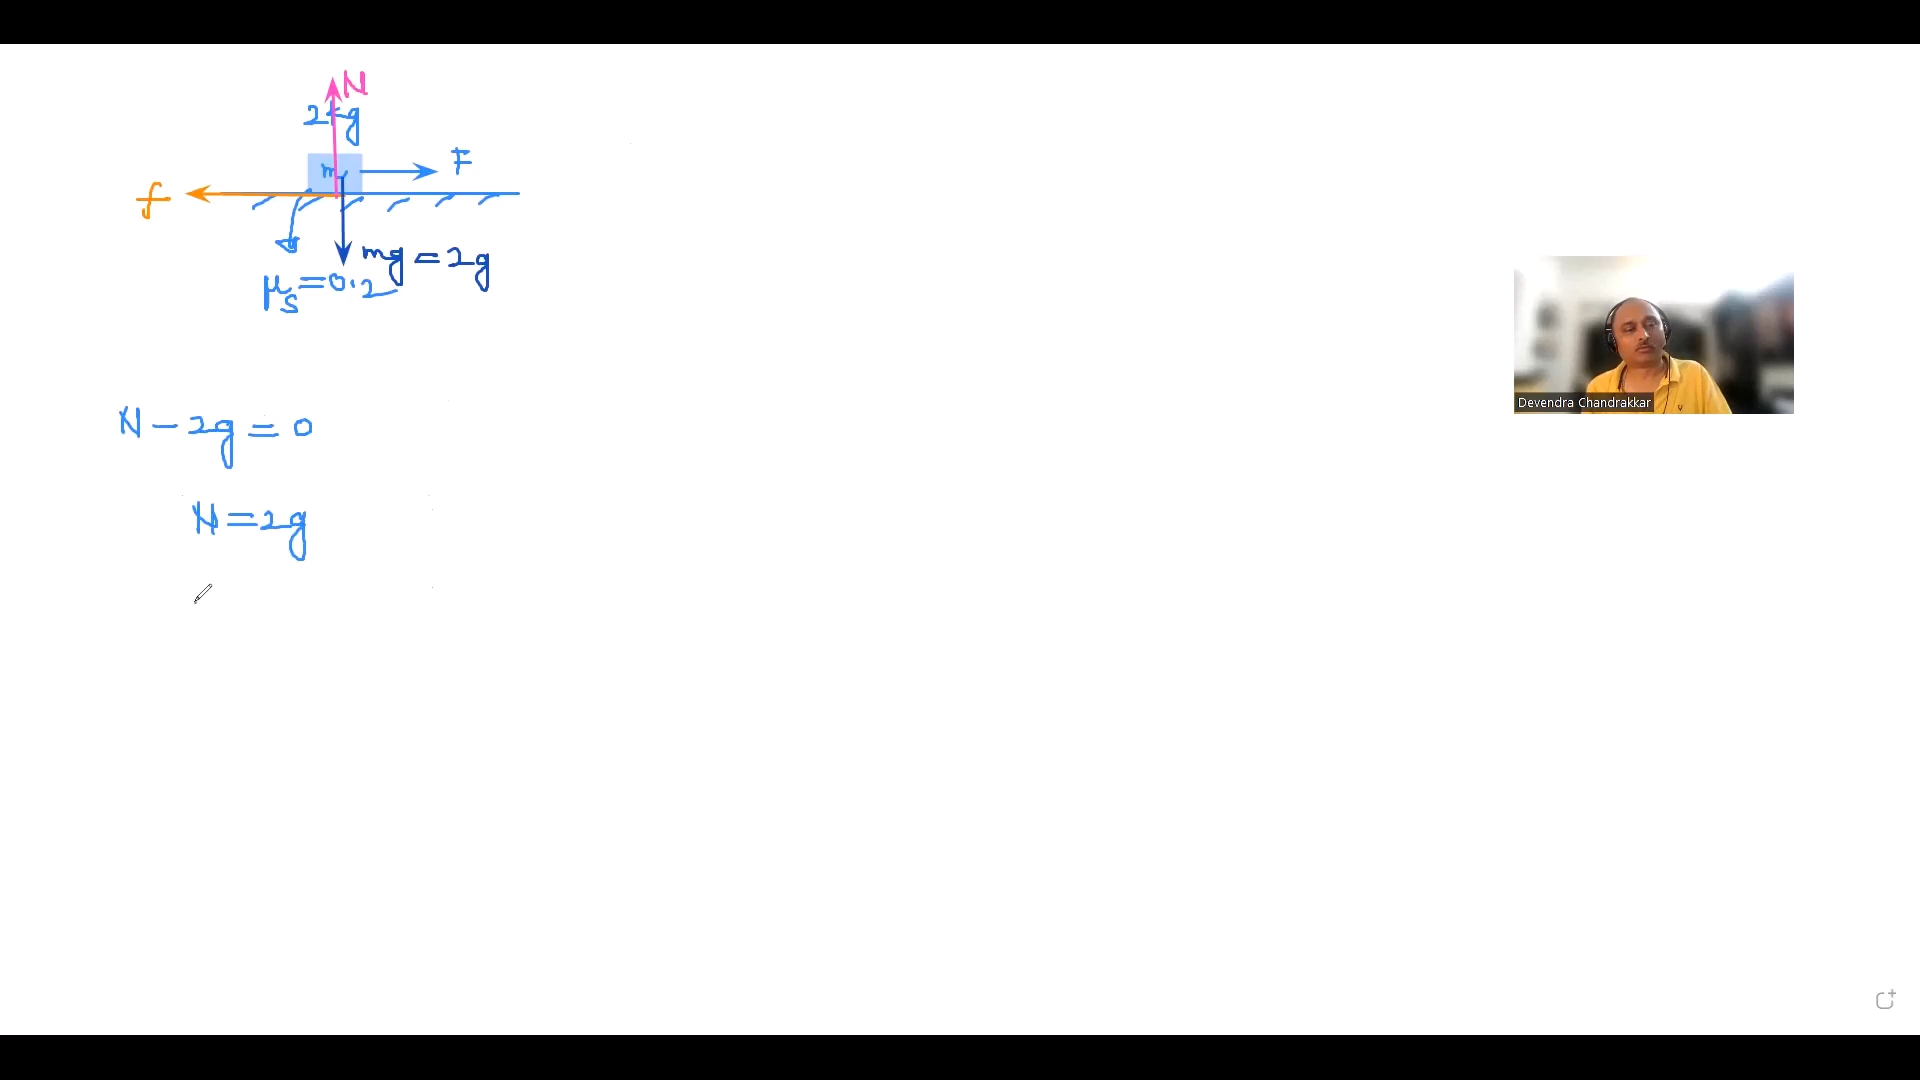 N
2kg
m
F
f
mg = 2g
μs = 0.2
N - 2g = 0
N = 2g
Devendra Chandrakkar